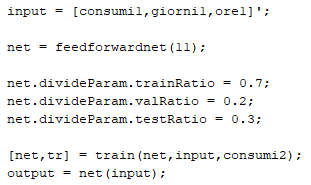 input = [consumi1,giorni1,ore1]';
net = feedforwardnet(11);
net.divideParam.trainRatio = 0.7;
net.divideParam.valRatio = 0.2;
net.divideParam.testRatio = 0.3;
[net,tr] = train(net,input,consumi2);
output = net(input);